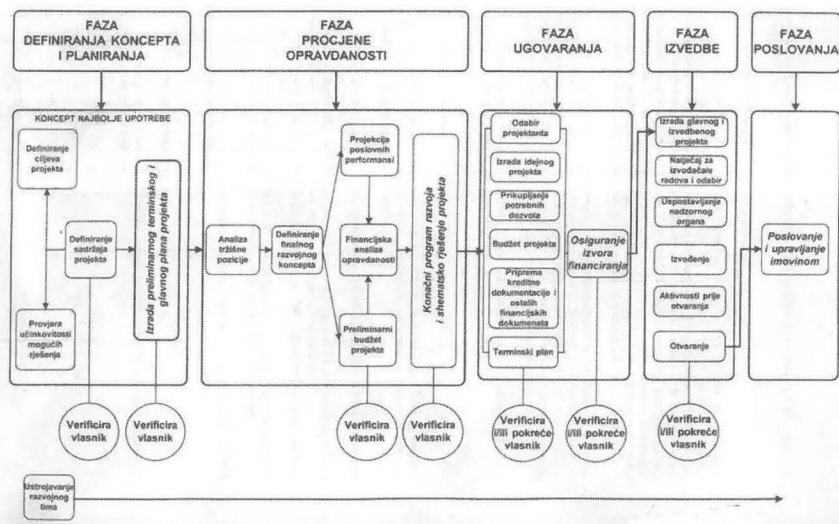 FAZA
DEFINIRANJA KONCEPTA
I PLANIRANJA
FAZA
PROCJENE
OPRAVDANOSTI
FAZA
UGOVARANJA
FAZA
IZVEDBE
FAZA
POSLOVANJA
KONCEPT NAJBOLJE UPOTREBE
Definiranje
ciljeva
projekta
Definiranje
sadržaja
projekta
Provjera
učinkovitosti
mogućih
rješenja
Izrada preliminarnog terminskog i
glavnog plana projekta
Analiza
tržišne
pozicije
Definiranje
finalnog
razvojnog
koncepta
Projekcija
poslovnih
performansi
Financijska
analiza
opravdanosti
Preliminarni
budžet
projekta
Konačni program razvoja
i shematsko rješenje projekta
Odabir
projektanta
Izrada idejnog
projekta
Prikupljanje
potrebnih
dozvola
Budžet projekta
Priprema
kreditne
dokumentacije i
ostalih
financijskih
dokumenata
Terminski plan
Osiguranje
izvora
financiranja
Izrada glavnog i
izvedbenog
projekta
Natječaj za
izvođače
radova i odabir
Uspostavljanje
nadzornog
organa
Izvođenje
Aktivnosti prije
otvaranja
Otvaranje
Poslovanje
i upravljanje
imovinom
Verificira
vlasnik
Verificira
vlasnik
Verificira
vlasnik
Verificira
vlasnik
Verificira
i/ili pokreće
vlasnik
Verificira
i/ili pokreće
vlasnik
Verificira
i/ili pokreće
vlasnik
Ustrojavanje
razvojnog
tima